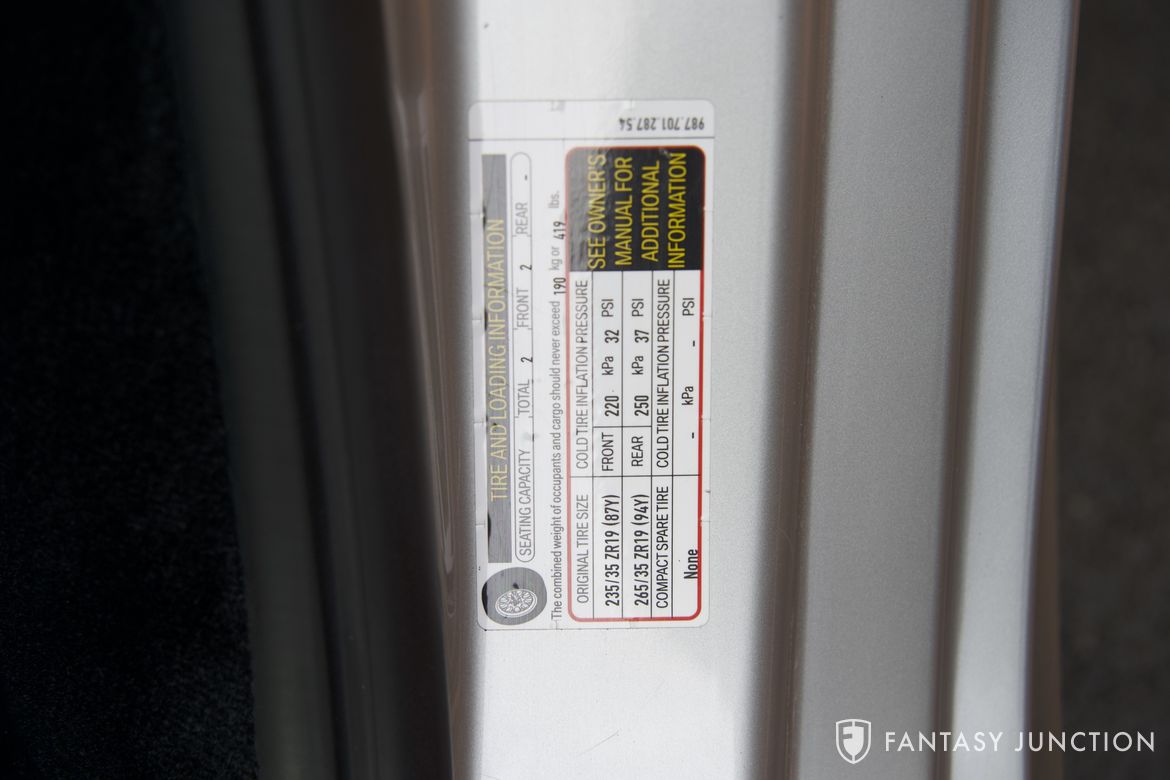 987.701.287.54
TIRE AND LOADING INFORMATION
SEATING CAPACITY TOTAL 2 FRONT 2 REAR -
The combined weight of occupants and cargo should never exceed 190 kg or 419 lbs.
ORIGINAL TIRE SIZE COLD TIRE INFLATION PRESSURE
235/35 ZR19 (87Y) FRONT 220 kPa 32 PSI
265/35 ZR19 (94Y) REAR 250 kPa 37 PSI
COMPACT SPARE TIRE COLD TIRE INFLATION PRESSURE
None - kPa - PSI
SEE OWNER'S
MANUAL FOR
ADDITIONAL
INFORMATION
FANTASY JUNCTION